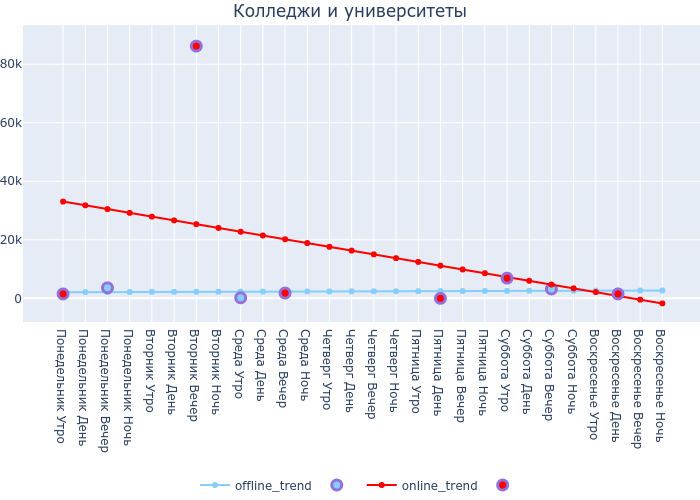 Колледжи и университеты
80k
60k
40k
20k
0
Понедельник Утро
Понедельник День
Понедельник Вечер
Понедельник Ночь
Вторник Утро
Вторник День
Вторник Вечер
Вторник Ночь
Среда Утро
Среда День
Среда Вечер
Среда Ночь
Четверг Утро
Четверг День
Четверг Вечер
Четверг Ночь
Пятница Утро
Пятница День
Пятница Вечер
Пятница Ночь
Суббота Утро
Суббота День
Суббота Вечер
Суббота Ночь
Воскресенье Утро
Воскресенье День
Воскресенье Вечер
Воскресенье Ночь
offline_trend
online_trend